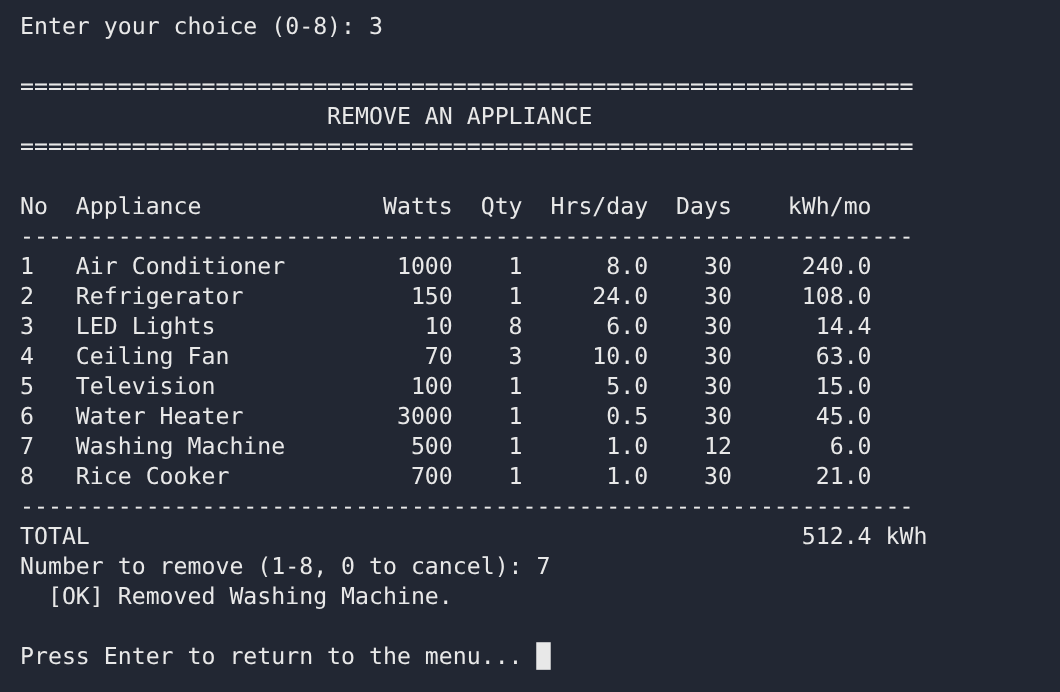 Enter your choice (0-8): 3
================================================================
                      REMOVE AN APPLIANCE
================================================================
No  Appliance             Watts  Qty  Hrs/day  Days    kWh/mo
----------------------------------------------------------------
1   Air Conditioner        1000    1      8.0    30     240.0
2   Refrigerator            150    1     24.0    30     108.0
3   LED Lights               10    8      6.0    30      14.4
4   Ceiling Fan              70    3     10.0    30      63.0
5   Television              100    1      5.0    30      15.0
6   Water Heater           3000    1      0.5    30      45.0
7   Washing Machine         500    1      1.0    12       6.0
8   Rice Cooker             700    1      1.0    30      21.0
----------------------------------------------------------------
TOTAL                                                   512.4 kWh
Number to remove (1-8, 0 to cancel): 7
  [OK] Removed Washing Machine.
Press Enter to return to the menu...